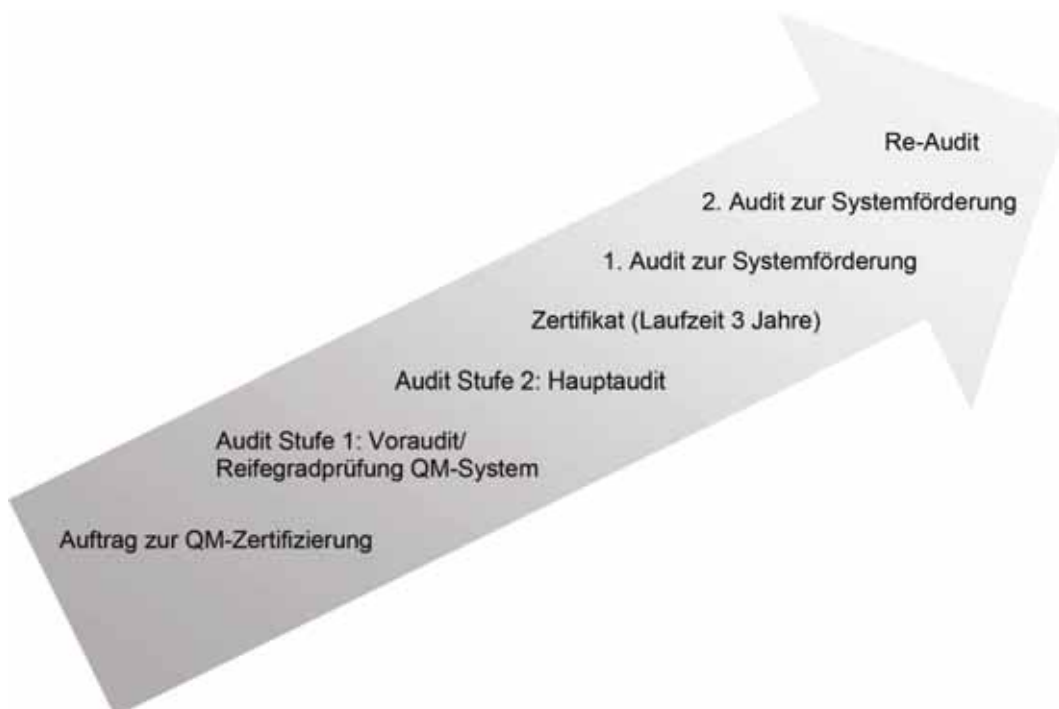 Re-Audit
2. Audit zur Systemförderung
1. Audit zur Systemförderung
Zertifikat (Laufzeit 3 Jahre)
Audit Stufe 2: Hauptaudit
Audit Stufe 1: Voraudit/
Reifegradprüfung QM-System
Auftrag zur QM-Zertifizierung